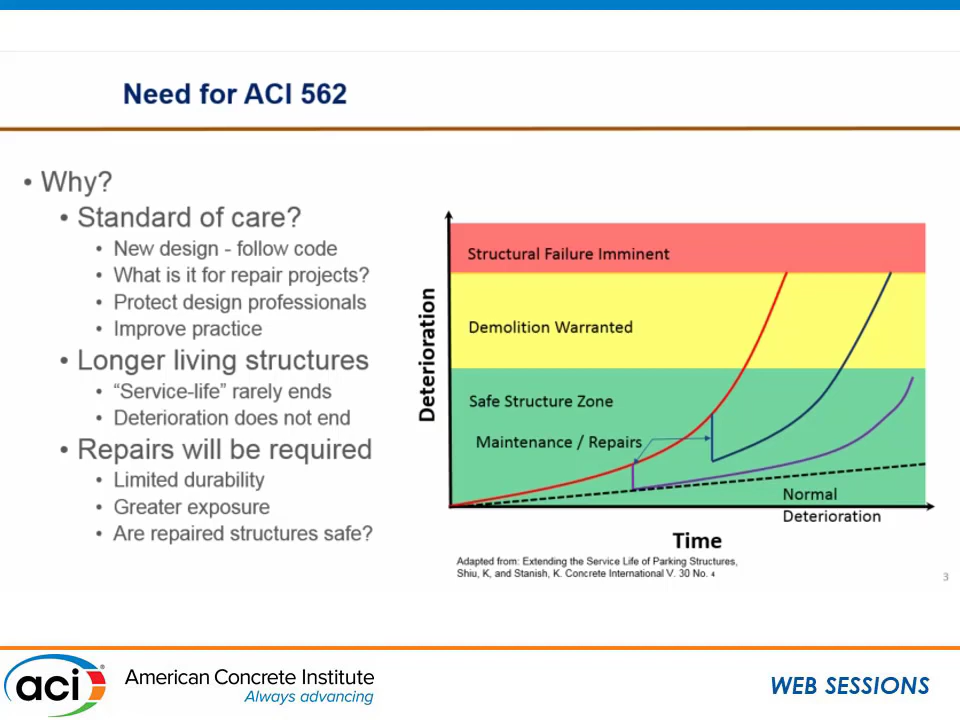 Need for ACI 562
• Why?
• Standard of care?
• New design - follow code
• What is it for repair projects?
• Protect design professionals
• Improve practice
• Longer living structures
• “Service-life” rarely ends
• Deterioration does not end
• Repairs will be required
• Limited durability
• Greater exposure
• Are repaired structures safe?
Deterioration
Structural Failure Imminent
Demolition Warranted
Safe Structure Zone
Maintenance / Repairs
Normal
Deterioration
Time
Adapted from: Extending the Service Life of Parking Structures,
Shiu, K, and Stanish, K. Concrete International V. 30 No. 4
3
aci®
American Concrete Institute
Always advancing
WEB SESSIONS